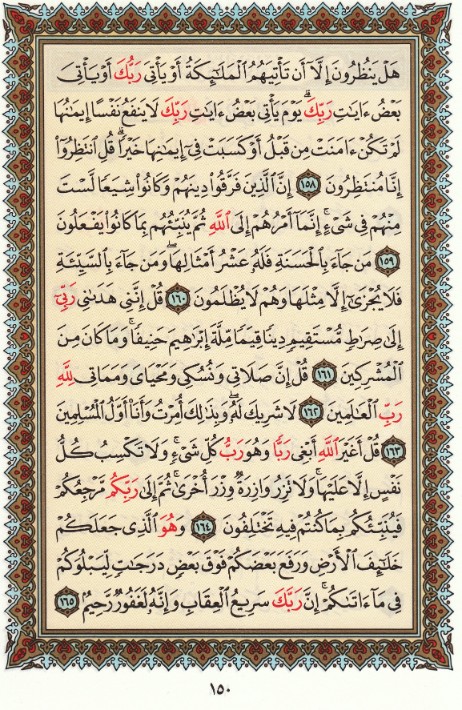 هَلۡ يَنظُرُونَ إِلَّآ أَن تَأۡتِيَهُمُ ٱلۡمَلَٰٓئِكَةُ أَوۡ يَأۡتِيَ رَبُّكَ أَوۡ يَأۡتِيَ
بَعۡضُ ءَايَٰتِ رَبِّكَۗ يَوۡمَ يَأۡتِي بَعۡضُ ءَايَٰتِ رَبِّكَ لَا يَنفَعُ نَفۡسًا إِيمَٰنُهَا
لَمۡ تَكُنۡ ءَامَنَتۡ مِن قَبۡلُ أَوۡ كَسَبَتۡ فِيٓ إِيمَٰنِهَا خَيۡرٗاۗ قُلِ ٱنتَظِرُوٓاْ
إِنَّا مُنتَظِرُونَ ١٥٨ إِنَّ ٱلَّذِينَ فَرَّقُواْ دِينَهُمۡ وَكَانُواْ شِيَعٗا لَّسۡتَ
مِنۡهُمۡ فِي شَيۡءٍۚ إِنَّمَآ أَمۡرُهُمۡ إِلَى ٱللَّهِ ثُمَّ يُنَبِّئُهُم بِمَا كَانُواْ يَفۡعَلُونَ
١٥٩ مَن جَآءَ بِٱلۡحَسَنَةِ فَلَهُۥ عَشۡرُ أَمۡثَالِهَاۖ وَمَن جَآءَ بِٱلسَّيِّئَةِ
فَلَا يُجۡزَىٰٓ إِلَّا مِثۡلَهَا وَهُمۡ لَا يُظۡلَمُونَ ١٦٠ قُلۡ إِنَّنِي هَدَىٰنِي رَبِّيٓ
إِلَىٰ صِرَٰطٖ مُّسۡتَقِيمٖ دِينٗا قِيَمٗا مِّلَّةَ إِبۡرَٰهِيمَ حَنِيفٗاۚ وَمَا كَانَ مِنَ
ٱلۡمُشۡرِكِينَ ١٦١ قُلۡ إِنَّ صَلَاتِي وَنُسُكِي وَمَحۡيَايَ وَمَمَاتِي لِلَّهِ
رَبِّ ٱلۡعَٰلَمِينَ ١٦٢ لَا شَرِيكَ لَهُۥۖ وَبِذَٰلِكَ أُمِرۡتُ وَأَنَا۠ أَوَّلُ ٱلۡمُسۡلِمِينَ
١٦٣ قُلۡ أَغَيۡرَ ٱللَّهِ أَبۡغِي رَبّٗا وَهُوَ رَبُّ كُلِّ شَيۡءٖۚ وَلَا تَكۡسِبُ كُلُّ
نَفۡسٍ إِلَّا عَلَيۡهَاۚ وَلَا تَزِرُ وَازِرَةٞ وِزۡرَ أُخۡرَىٰۚ ثُمَّ إِلَىٰ رَبِّكُم مَّرۡجِعُكُمۡ
فَيُنَبِّئُكُم بِمَا كُنتُمۡ فِيهِ تَخۡتَلِفُونَ ١٦٤ وَهُوَ ٱلَّذِي جَعَلَكُمۡ
خَلَٰٓئِفَ ٱلۡأَرۡضِ وَرَفَعَ بَعۡضَكُمۡ فَوۡقَ بَعۡضٖ دَرَجَٰتٖ لِّيَبۡلُوَكُمۡ
فِي مَآ ءَاتَىٰكُمۡۗ إِنَّ رَبَّكَ سَرِيعُ ٱلۡعِقَابِ وَإِنَّهُۥ لَغَفُورٞ رَّحِيمُۢ ١٦٥
١٥٠